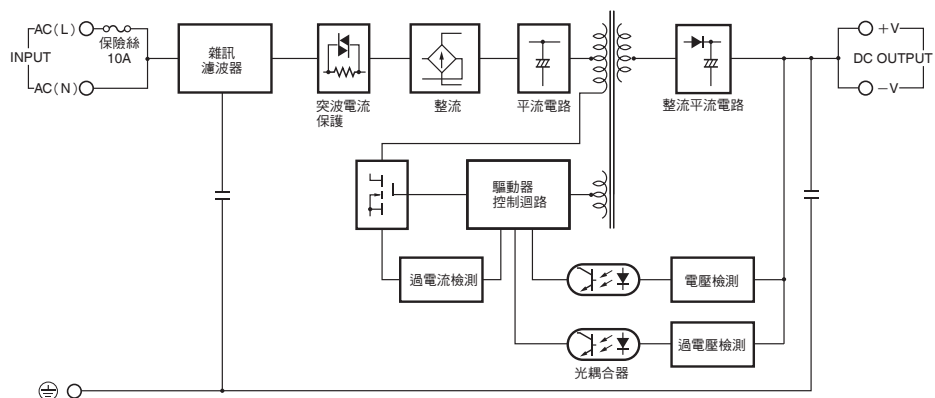 AC(L)
保險絲
10A
INPUT
AC(N)
雜訊
濾波器
突波電流
保護
整流
平流電路
整流平流電路
+V
DC OUTPUT
−V
驅動器
控制迴路
過電流檢測
電壓檢測
過電壓檢測
光耦合器